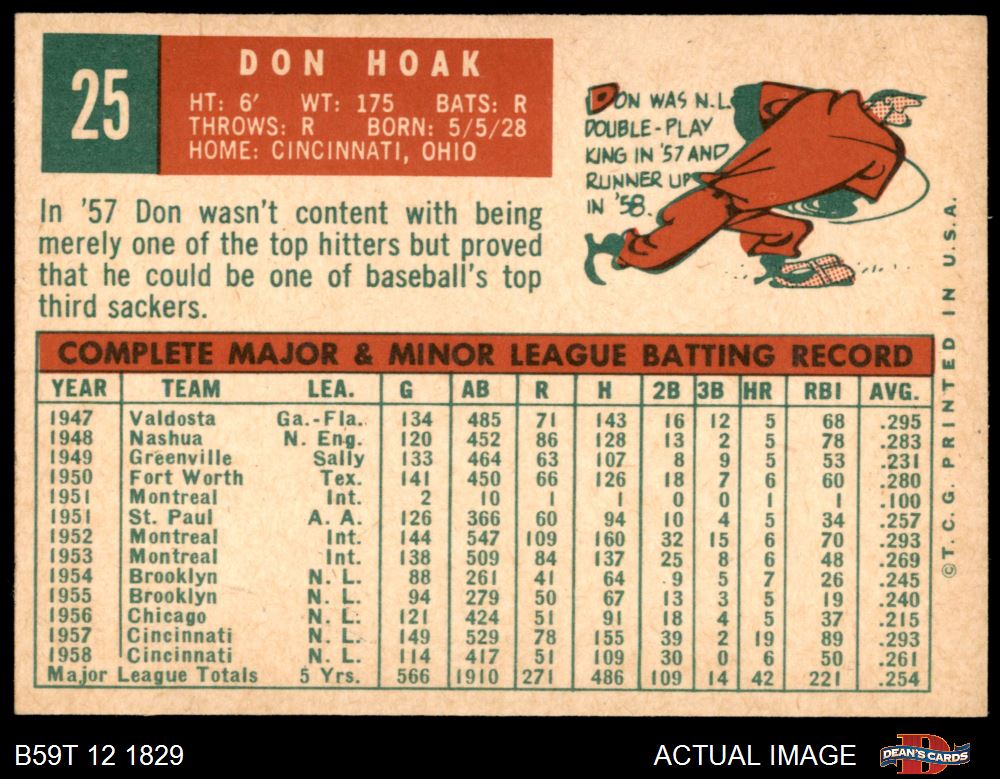 25
DON HOAK
HT: 6' WT: 175 BATS: R
THROWS: R BORN: 5/5/28
HOME: CINCINNATI, OHIO
In '57 Don wasn't content with being
merely one of the top hitters but proved
that he could be one of baseball's top
third sackers.
DON WAS N.L.
DOUBLE-PLAY
KING IN '57 AND
RUNNER UP
IN '58.
COMPLETE MAJOR & MINOR LEAGUE BATTING RECORD
YEAR TEAM LEA. G AB R H 2B 3B HR RBI AVG.
1947 Valdosta Ga.-Fla. 134 485 71 143 16 12 5 68 .295
1948 Nashua N. Eng. 120 452 86 128 13 2 5 78 .283
1949 Greenville Sally 133 464 63 107 8 9 5 53 .231
1950 Fort Worth Tex. 141 450 66 126 18 7 6 60 .280
1951 Montreal Int. 2 10 1 1 0 0 1 1 .100
1951 St. Paul A. A. 126 366 60 94 10 4 5 34 .257
1952 Montreal Int. 144 547 109 160 32 15 6 70 .293
1953 Montreal Int. 138 509 84 137 25 8 6 48 .269
1954 Brooklyn N. L. 88 261 41 64 9 5 7 26 .245
1955 Brooklyn N. L. 94 279 50 67 13 3 5 19 .240
1956 Chicago N. L. 121 424 51 91 18 4 5 37 .215
1957 Cincinnati N. L. 149 529 78 155 39 2 19 89 .293
1958 Cincinnati N. L. 114 417 51 109 30 0 6 50 .261
Major League Totals 5 Yrs. 566 1910 271 486 109 14 42 221 .254
© T. C. G. PRINTED IN U.S.A.
B59T 12 1829
ACTUAL IMAGE
DEAN'S CARDS